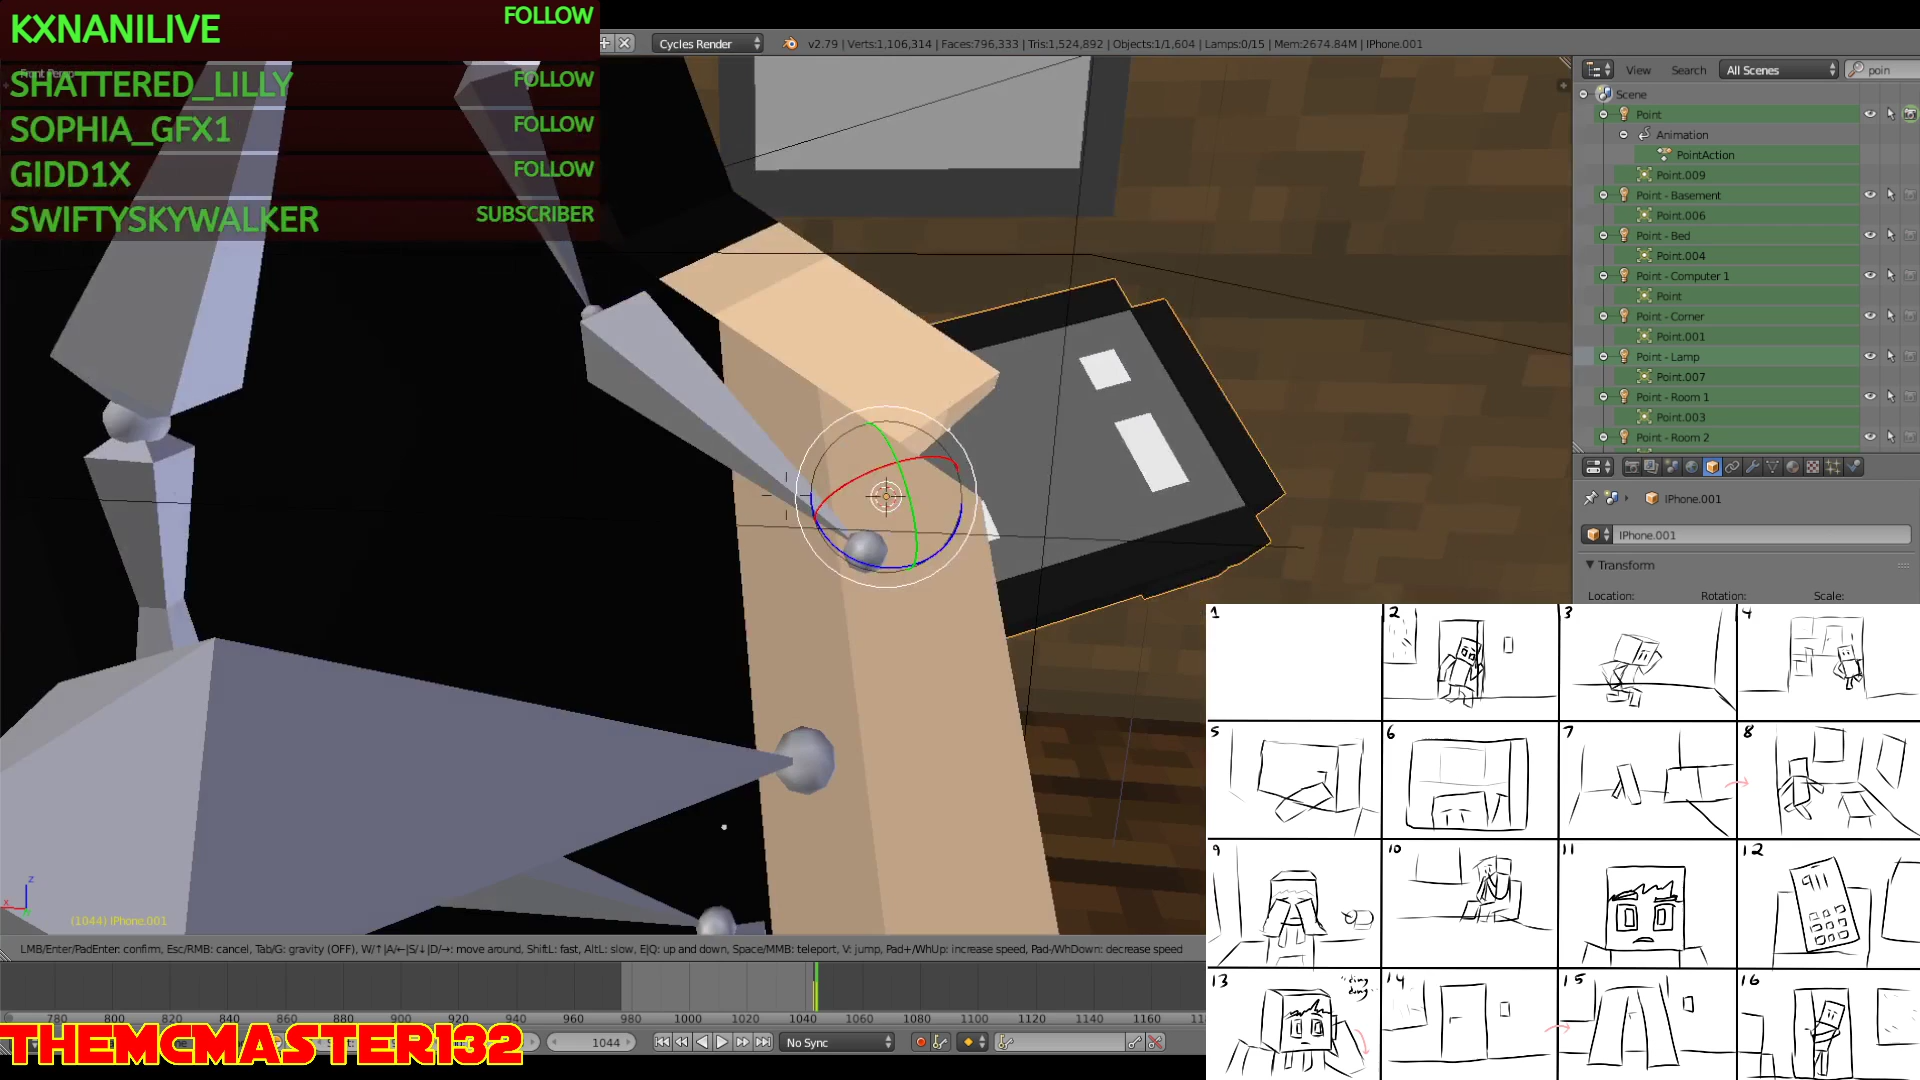 KXNANILIVE FOLLOW
SHATTERED_LILLY FOLLOW
SOPHIA_GFX1 FOLLOW
GIDD1X FOLLOW
SWIFTYSKYWALKER SUBSCRIBER
Cycles Render
v2.79 | Verts:1,106,314 | Faces:796,333 | Tris:1,524,892 | Objects:1/1,604 | Lamps:0/15 | Mem:2674.84M | IPhone.001
View Search All Scenes poin
Scene
Point
Animation
PointAction
Point.009
Point - Basement
Point.006
Point - Bed
Point.004
Point - Computer 1
Point
Point - Corner
Point.001
Point - Lamp
Point.007
Point - Room 1
Point.003
Point - Room 2
IPhone.001
IPhone.001
Transform
Location: Rotation: Scale:
1 2 3 4
5 6 7 8
9 10 11 12
911
13 14 15 16
"ding
dong"
z
x
(1044) IPhone.001
LMB/Enter/PadEnter: confirm, Esc/RMB: cancel, Tab/G: gravity (OFF), W/↑|A/←|S/↓|D/→: move around, ShiftL: fast, AltL: slow, E|Q: up and down, Space/MMB: teleport, V: jump, Pad+/WhUp: increase speed, Pad-/WhDown: decrease speed
780 800 820 840 860 880 900 920 940 960 980 1000 1020 1040 1060 1080 1100 1120 1140 1160
1044 No Sync
THEMCMASTER132